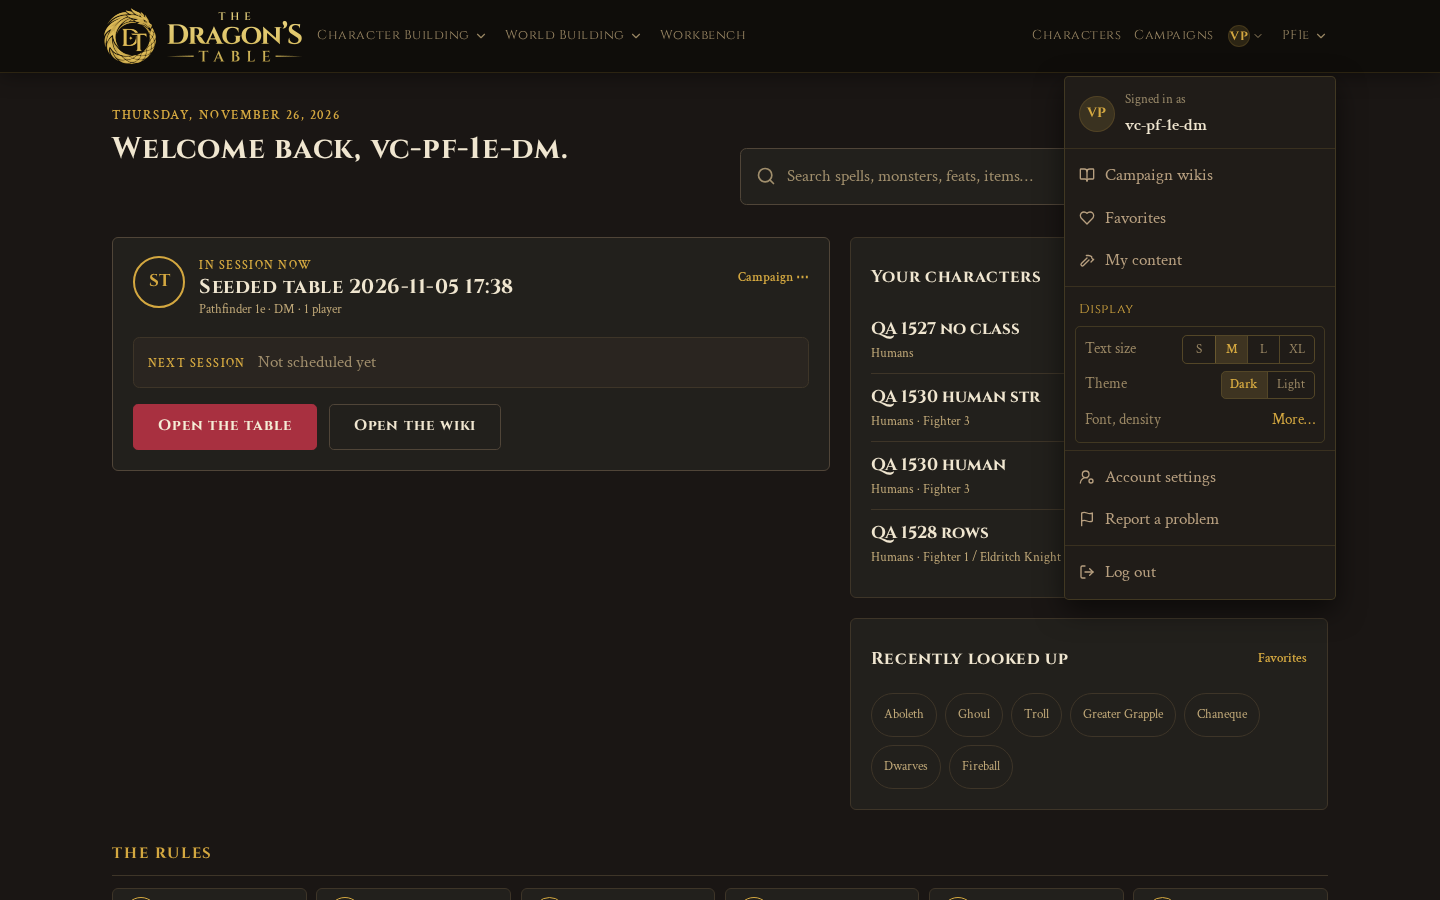 THE
DRAGON'S
TABLE
DT
Character Building
World Building
Workbench
Characters
Campaigns
VP
PF1e
Thursday, November 26, 2026
Welcome back, vc-pf-1e-dm.
Search spells, monsters, feats, items…
VP
Signed in as
vc-pf-1e-dm
Campaign wikis
Favorites
My content
Display
Text size
S M L XL
Theme
Dark Light
Font, density
More…
Account settings
Report a problem
Log out
ST
In session now
Seeded table 2026-11-05 17:38
Pathfinder 1e · DM · 1 player
Campaign ···
Next session Not scheduled yet
Open the table
Open the wiki
Your characters
QA 1527 no class
Humans
QA 1530 human str
Humans · Fighter 3
QA 1530 human
Humans · Fighter 3
QA 1528 rows
Humans · Fighter 1 / Eldritch Knight
Recently looked up
Favorites
Aboleth
Ghoul
Troll
Greater Grapple
Chaneque
Dwarves
Fireball
The Rules